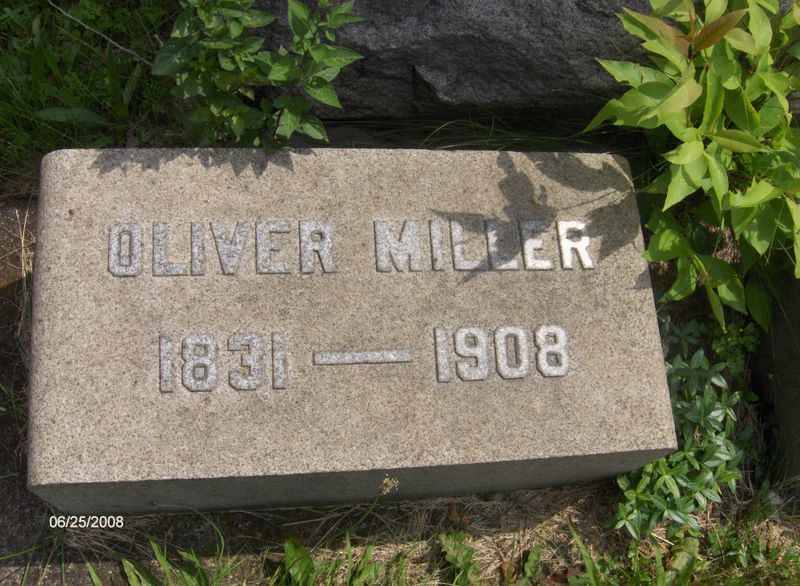 OLIVER MILLER
1831 — 1908
06/25/2008